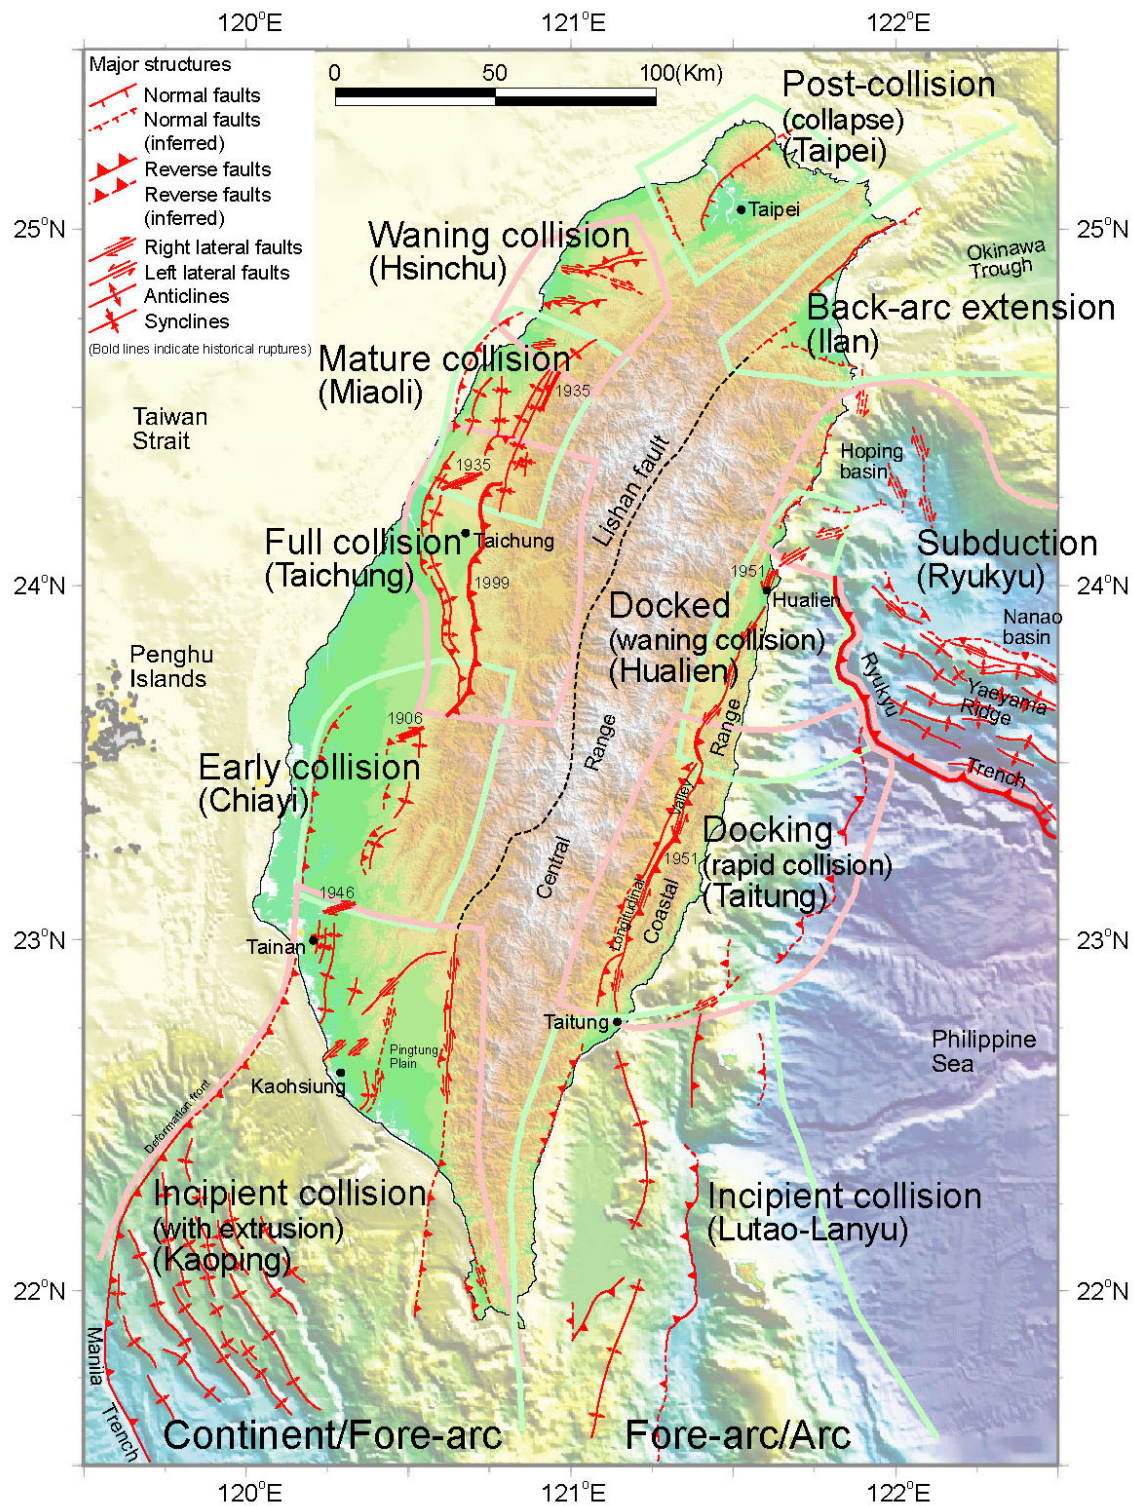 120°E
121°E
122°E
Major structures
Normal faults
Normal faults
(inferred)
Reverse faults
Reverse faults
(inferred)
Right lateral faults
Left lateral faults
Anticlines
Synclines
(Bold lines indicate historical ruptures)
0
50
100(Km)
Post-collision
(collapse)
(Taipei)
Taipei
25°N
25°N
Waning collision
(Hsinchu)
Okinawa
Trough
Back-arc extension
(Ilan)
Mature collision
(Miaoli)
1935
Taiwan
Strait
Lishan fault
Hoping
basin
1935
Full collision
(Taichung)
Taichung
1999
Subduction
(Ryukyu)
24°N
24°N
1951
Hualien
Docked
(waning collision)
(Hualien)
Nanao
basin
Penghu
Islands
Ryukyu
Yaeyama
Ridge
Trench
1906
Range
Range
Early collision
(Chiayi)
Valley
Docking
(rapid collision)
(Taitung)
1951
Central
Longitudinal
Coastal
1946
23°N
23°N
Tainan
Taitung
Philippine
Sea
Pingtung
Plain
Kaohsiung
Deformation front
Incipient collision
(with extrusion)
(Kaoping)
Incipient collision
(Lutao-Lanyu)
22°N
22°N
Manila
Trench
Continent/Fore-arc
Fore-arc/Arc
120°E
121°E
122°E